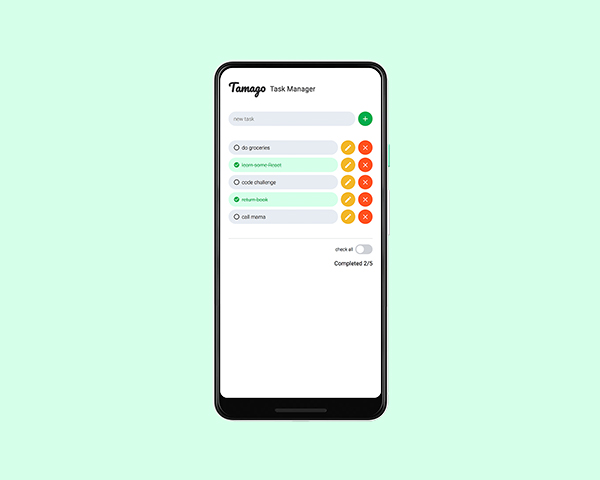 Tamago Task Manager
new task
do groceries
learn some React
code challenge
return book
call mama
check all
Completed 2/5